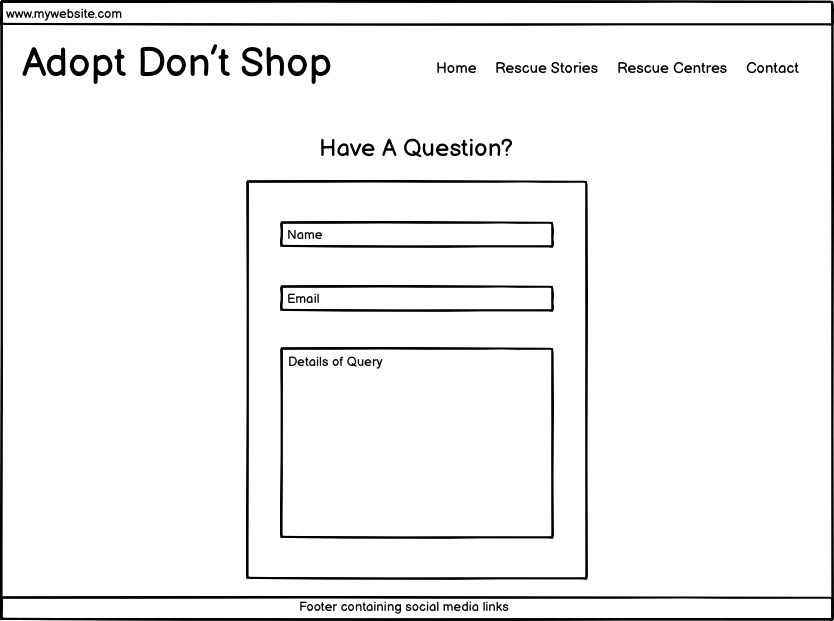 www.mywebsite.com
Adopt Don't Shop
Home Rescue Stories Rescue Centres Contact
Have A Question?
Name
Email
Details of Query
Footer containing social media links